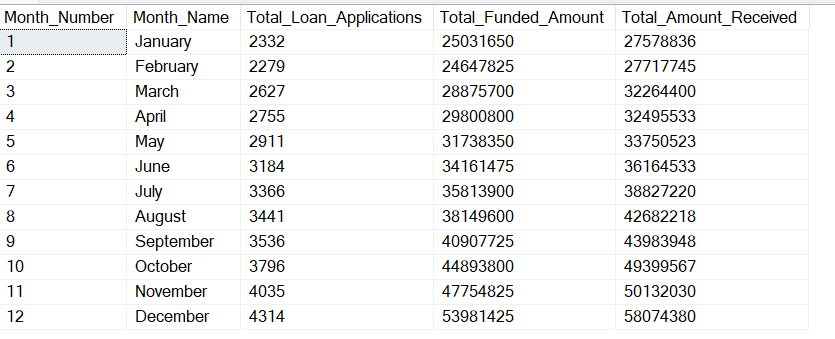 Month_Number Month_Name Total_Loan_Applications Total_Funded_Amount Total_Amount_Received
1 January 2332 25031650 27578836
2 February 2279 24647825 27717745
3 March 2627 28875700 32264400
4 April 2755 29800800 32495533
5 May 2911 31738350 33750523
6 June 3184 34161475 36164533
7 July 3366 35813900 38827220
8 August 3441 38149600 42682218
9 September 3536 40907725 43983948
10 October 3796 44893800 49399567
11 November 4035 47754825 50132030
12 December 4314 53981425 58074380